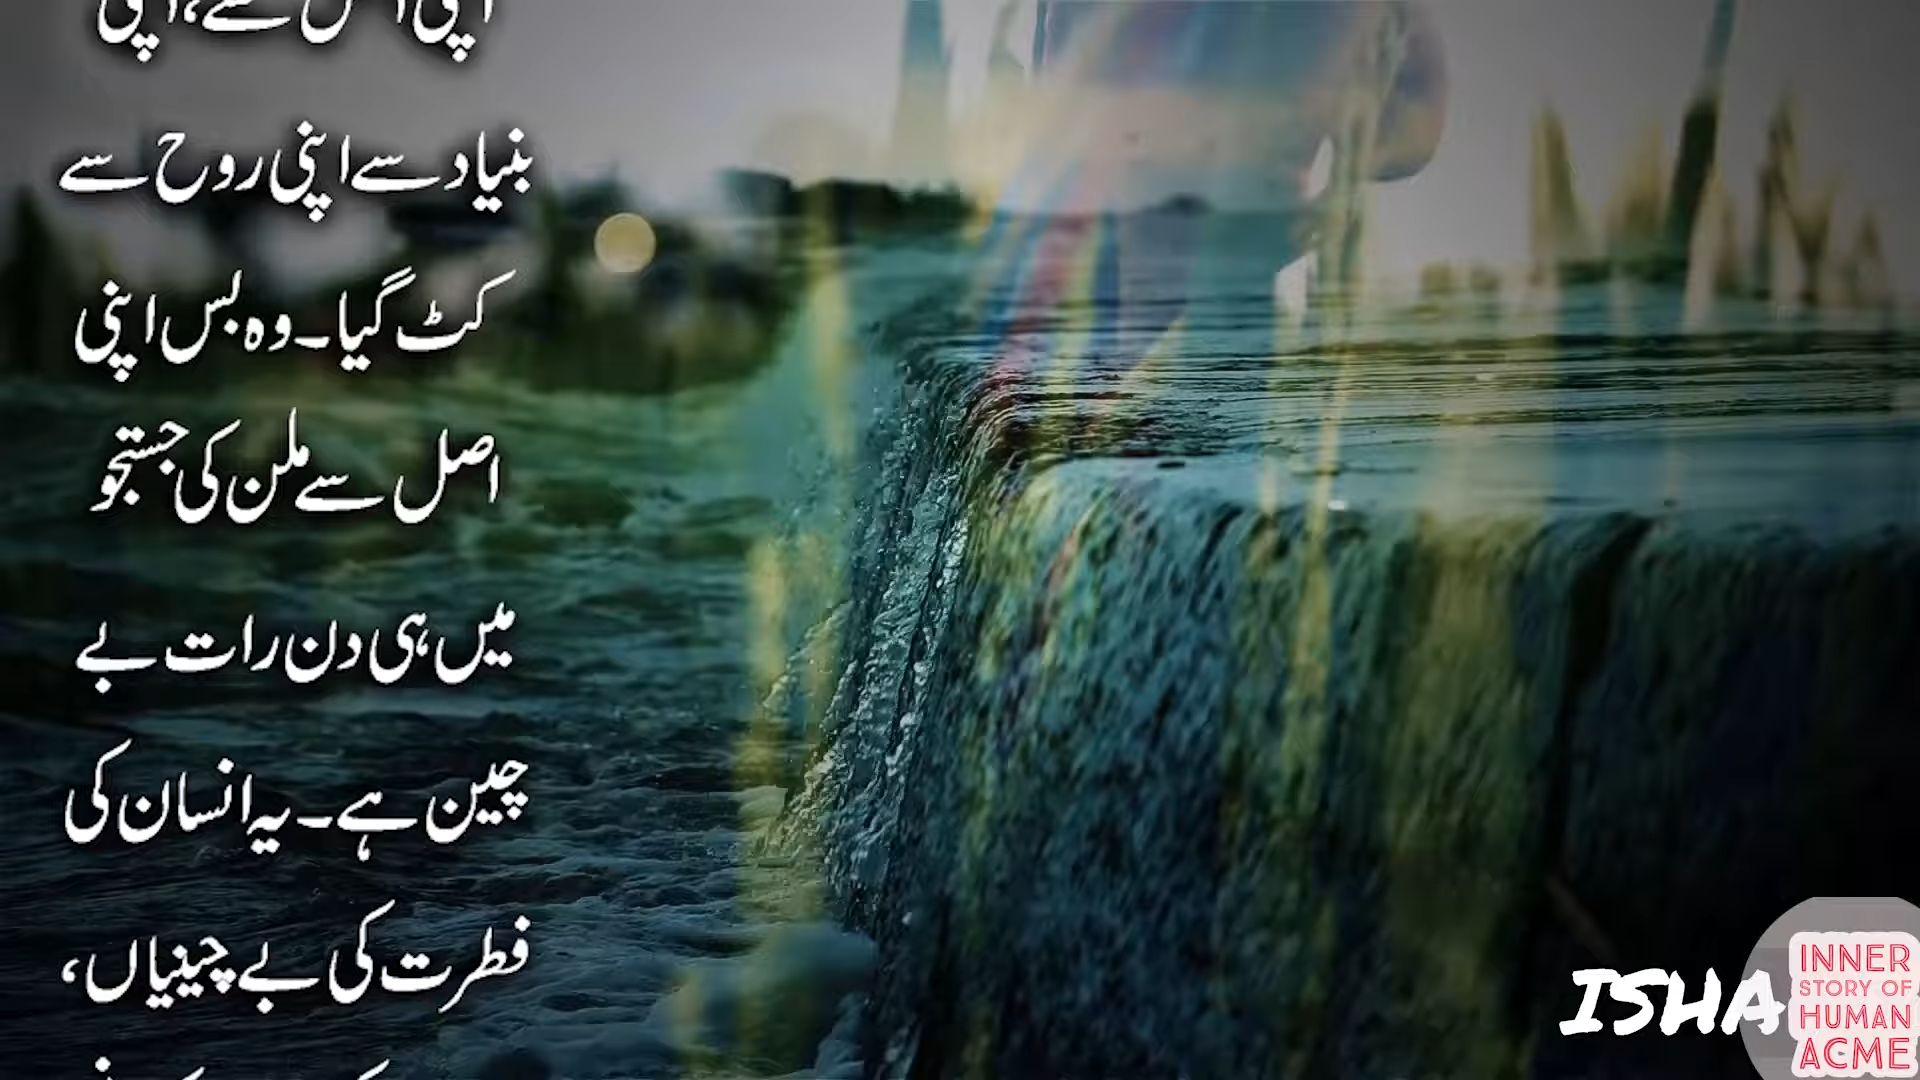 بنیاد سے اپنی روح سے
کٹ گیا۔ وہ بس اپنی
اصل سے ملن کی جستجو
میں ہی دن رات بے
چین ہے۔ یہ انسان کی
فطرت کی بے چینیاں،
ISHA
INNER
STORY OF
HUMAN
ACME